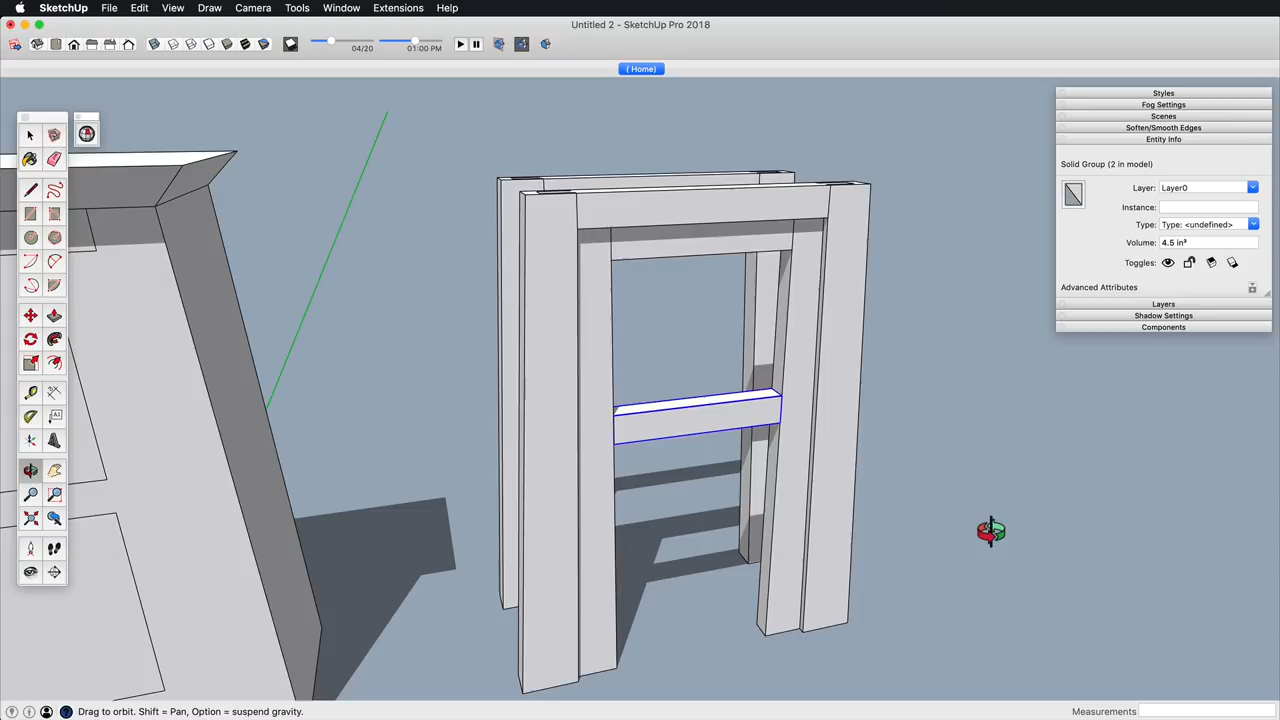 SketchUp File Edit View Draw Camera Tools Window Extensions Help
Untitled 2 - SketchUp Pro 2018
04/20 01:00 PM
(Home)
Styles
Fog Settings
Scenes
Soften/Smooth Edges
Entity Info
Solid Group (2 in model)
Layer: Layer0
Instance:
Type: Type: <undefined>
Volume: 4.5 in³
Toggles:
Advanced Attributes
Layers
Shadow Settings
Components
Drag to orbit. Shift = Pan, Option = suspend gravity. Measurements